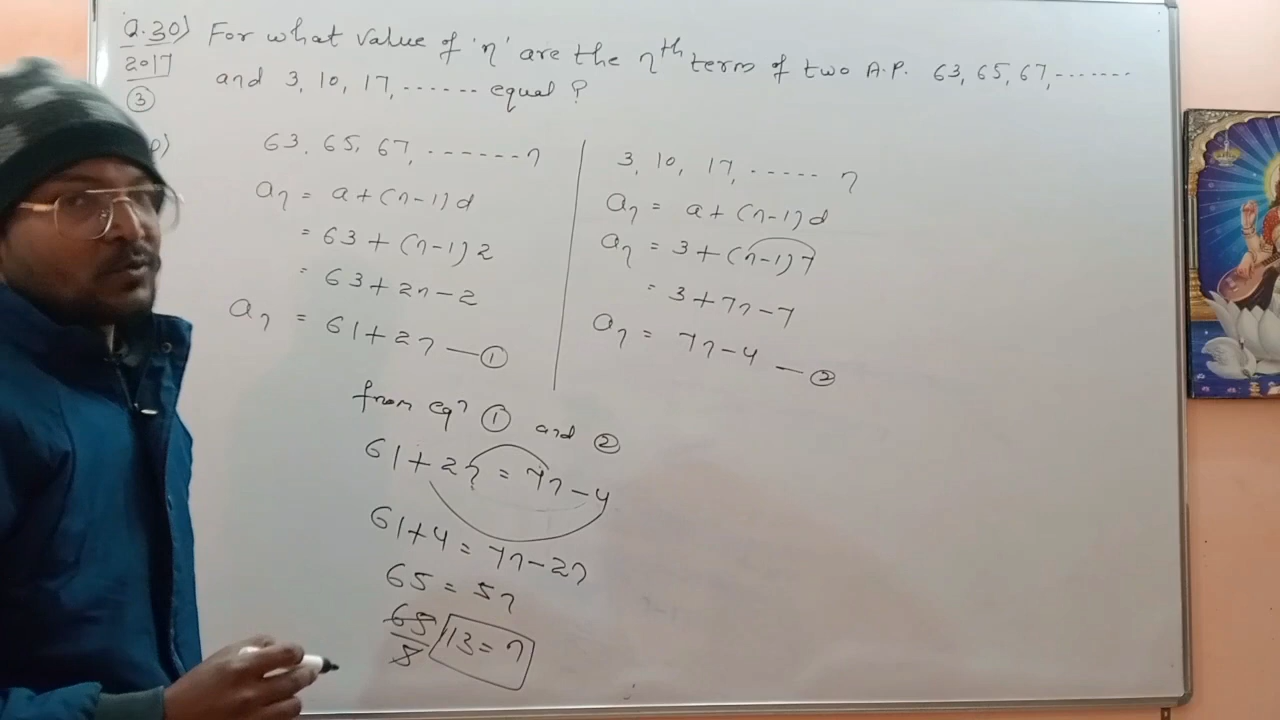 Q.30) For what value of 'n' are the nth term of two A.P. 63, 65, 67, .......
2017
and 3, 10, 17, ...... equal ?
3
63, 65, 67, ....... n
an = a + (n-1)d
= 63 + (n-1)2
= 63 + 2n - 2
an = 61 + 2n — 1
3, 10, 17, ..... n
an = a + (n-1)d
an = 3 + (n-1)7
= 3 + 7n - 7
an = 7n - 4 — 2
from eqn 1 and 2
61 + 2n = 7n - 4
61 + 4 = 7n - 2n
65 = 5n
65/5 13 = n